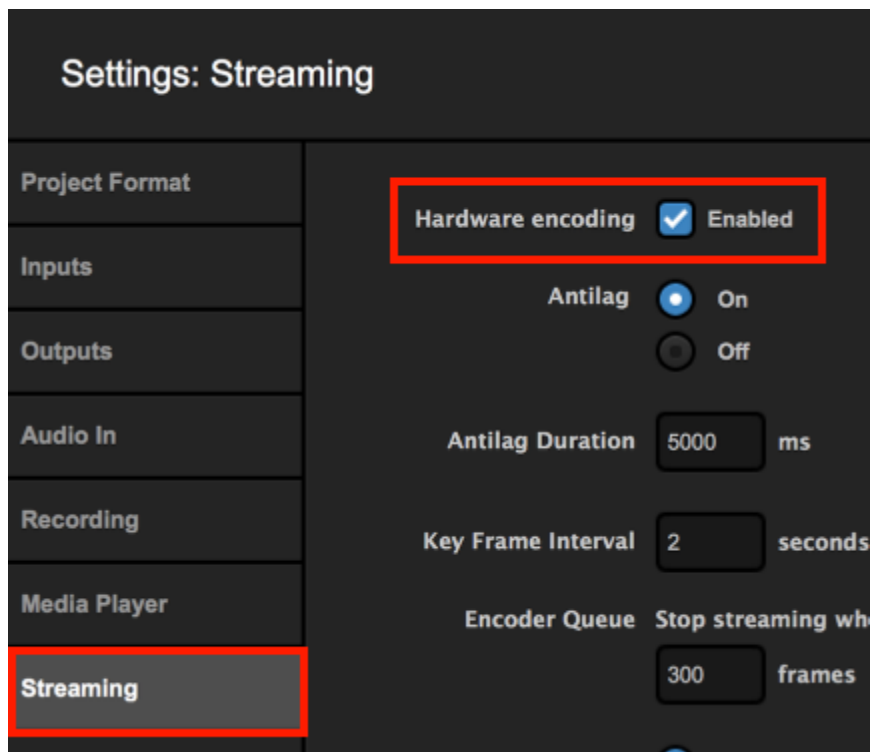 Settings: Streaming
Project Format
Inputs
Outputs
Audio In
Recording
Media Player
Streaming
Hardware encoding Enabled
Antilag On
Off
Antilag Duration 5000 ms
Key Frame Interval 2 seconds
Encoder Queue Stop streaming
300 frames